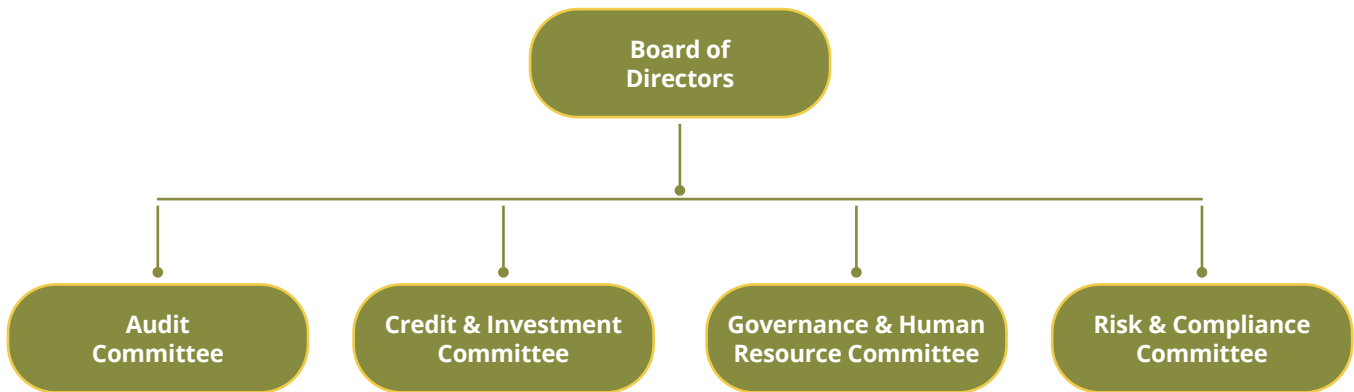 Board of
Directors
Audit
Committee
Credit & Investment
Committee
Governance & Human
Resource Committee
Risk & Compliance
Committee